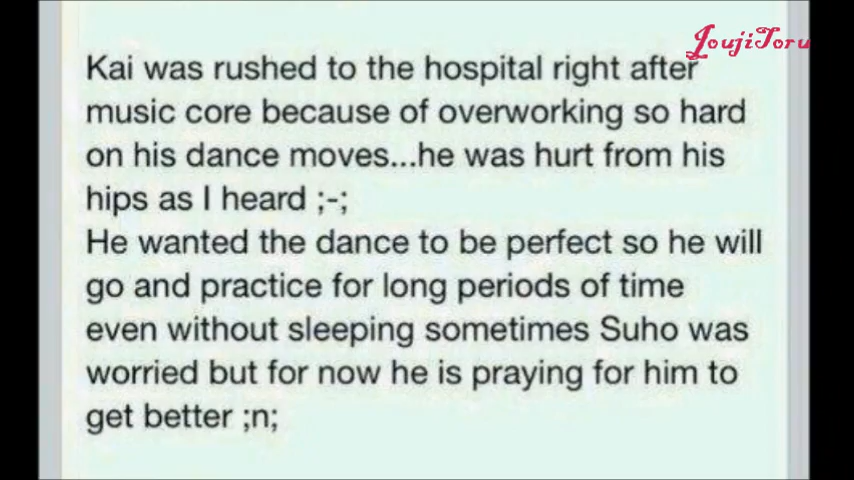 JoujiToru
Kai was rushed to the hospital right after
music core because of overworking so hard
on his dance moves...he was hurt from his
hips as I heard ;-;
He wanted the dance to be perfect so he will
go and practice for long periods of time
even without sleeping sometimes Suho was
worried but for now he is praying for him to
get better ;n;